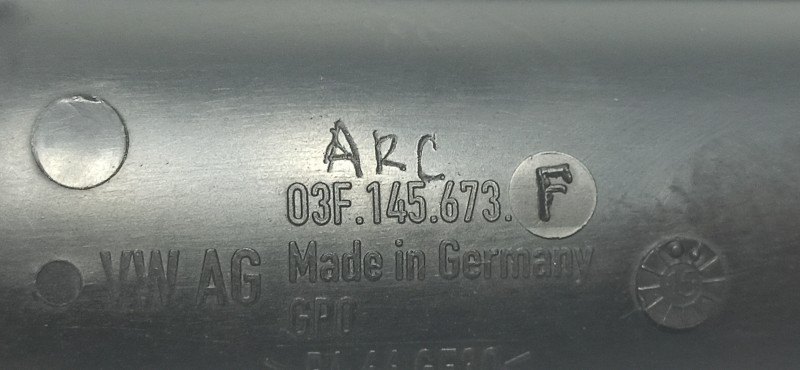 ARC
03F.145.673.F
VW AG Made in Germany
GPO